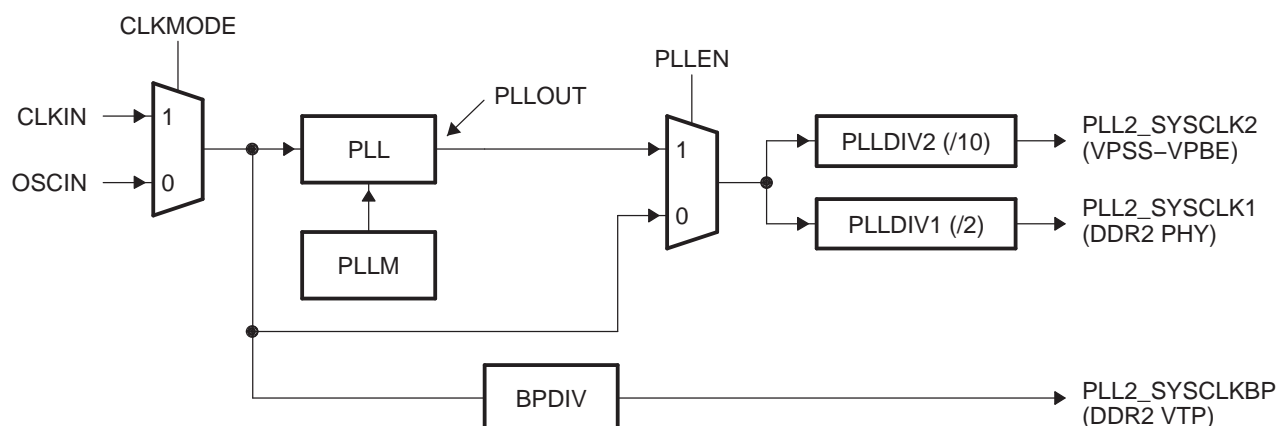 CLKMODE
CLKIN
1
OSCIN
0
PLL
PLLM
PLLOUT
PLLEN
1
0
PLLDIV2 (/10)
PLL2_SYSCLK2
(VPSS–VPBE)
PLLDIV1 (/2)
PLL2_SYSCLK1
(DDR2 PHY)
BPDIV
PLL2_SYSCLKBP
(DDR2 VTP)